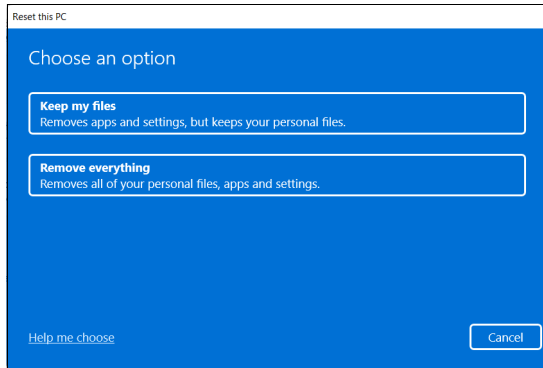 Reset this PC
Choose an option
Keep my files
Removes apps and settings, but keeps your personal files.
Remove everything
Removes all of your personal files, apps and settings.
Help me choose
Cancel